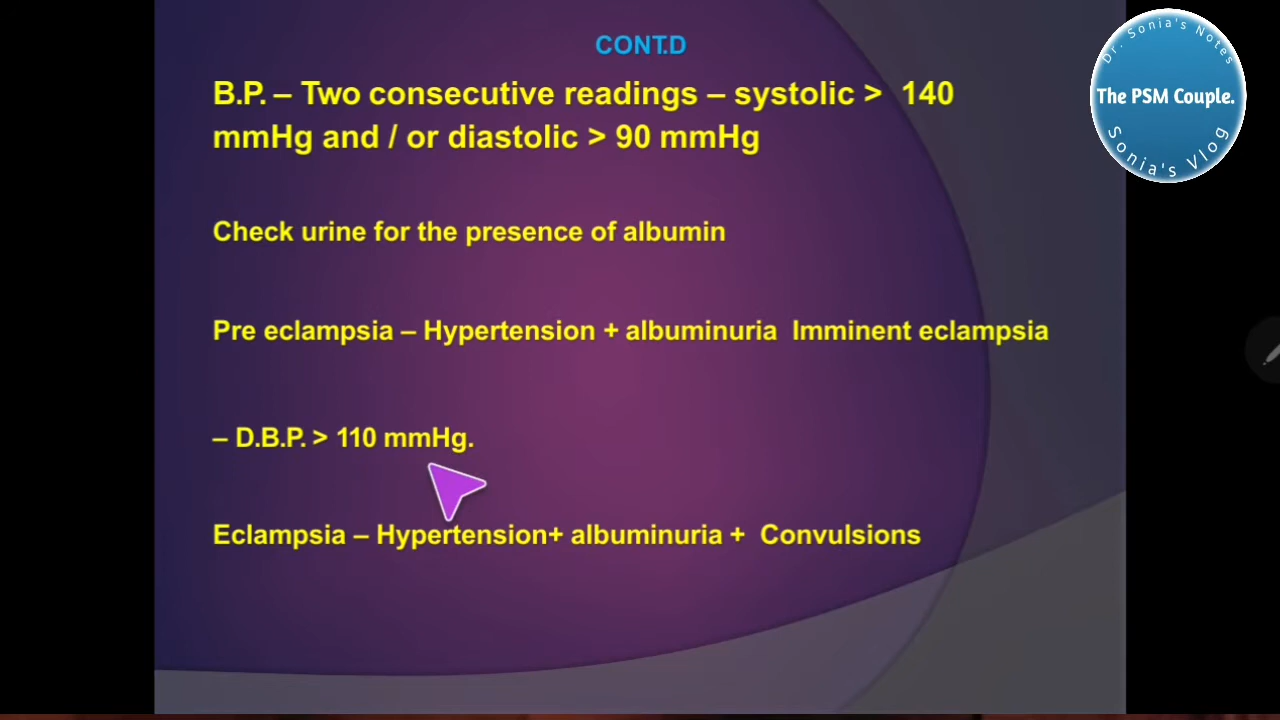 CONT.D
B.P. – Two consecutive readings – systolic > 140
mmHg and / or diastolic > 90 mmHg
Check urine for the presence of albumin
Pre eclampsia – Hypertension + albuminuria Imminent eclampsia
– D.B.P. > 110 mmHg.
Eclampsia – Hypertension+ albuminuria + Convulsions
Dr. Sonia's Notes
The PSM Couple.
Sonia's Vlog